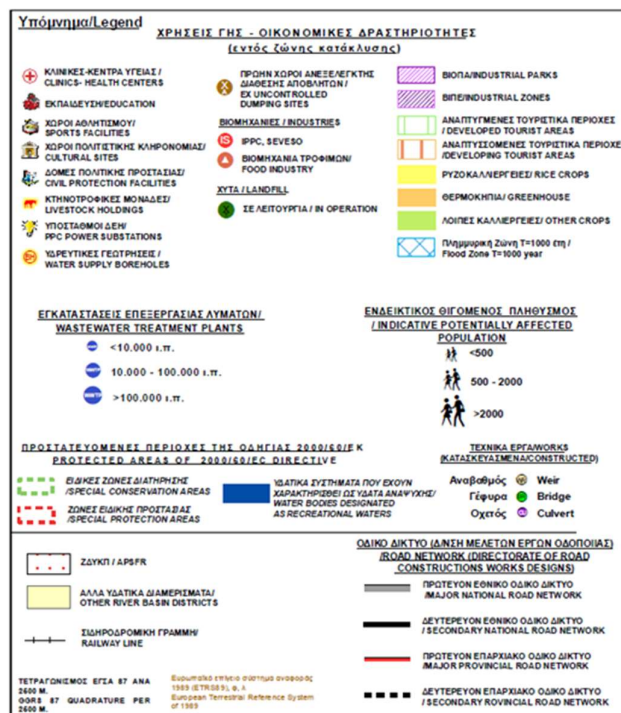 Υπόμνημα/Legend
ΧΡΗΣΕΙΣ ΓΗΣ - ΟΙΚΟΝΟΜΙΚΕΣ ΔΡΑΣΤΗΡΙΟΤΗΤΕΣ
(εντός ζώνης κατάκλυσης)
ΚΛΙΝΙΚΕΣ-ΚΕΝΤΡΑ ΥΓΕΙΑΣ /
CLINICS- HEALTH CENTERS
ΕΚΠΑΙΔΕΥΣΗ/EDUCATION
ΧΩΡΟΙ ΑΘΛΗΤΙΣΜΟΥ/
SPORTS FACILITIES
ΧΩΡΟΙ ΠΟΛΙΤΙΣΤΙΚΗΣ ΚΛΗΡΟΝΟΜΙΑΣ/
CULTURAL SITES
ΔΟΜΕΣ ΠΟΛΙΤΙΚΗΣ ΠΡΟΣΤΑΣΙΑΣ/
CIVIL PROTECTION FACILITIES
ΚΤΗΝΟΤΡΟΦΙΚΕΣ ΜΟΝΑΔΕΣ/
LIVESTOCK HOLDINGS
ΥΠΟΣΤΑΘΜΟΙ ΔΕΗ/
PPC POWER SUBSTATIONS
ΥΔΡΕΥΤΙΚΕΣ ΓΕΩΤΡΗΣΕΙΣ /
WATER SUPPLY BOREHOLES
ΠΡΩΗΝ ΧΩΡΟΙ ΑΝΕΞΕΛΕΓΚΤΗΣ
ΔΙΑΘΕΣΗΣ ΑΠΟΒΛΗΤΩΝ /
EX UNCONTROLLED
DUMPING SITES
ΒΙΟΜΗΧΑΝΙΕΣ / INDUSTRIES
IS IPPC, SEVESO
ΒΙΟΜΗΧΑΝΙΑ ΤΡΟΦΙΜΩΝ/
FOOD INDUSTRY
ΧΥΤΑ / LANDFILL
ΣΕ ΛΕΙΤΟΥΡΓΙΑ / IN OPERATION
ΒΙΟΠΑ/INDUSTRIAL PARKS
ΒΙΠΕ/INDUSTRIAL ZONES
ΑΝΑΠΤΥΓΜΕΝΕΣ ΤΟΥΡΙΣΤΙΚΑ ΠΕΡΙΟΧΕΣ
/ DEVELOPED TOURIST AREAS
ΑΝΑΠΤΥΣΣΟΜΕΝΕΣ ΤΟΥΡΙΣΤΙΚΑ ΠΕΡΙΟΧΕ
/DEVELOPING TOURIST AREAS
ΡΥΖΟΚΑΛΛΙΕΡΓΕΙΕΣ/ RICE CROPS
ΘΕΡΜΟΚΗΠΙΑ/ GREENHOUSE
ΛΟΙΠΕΣ ΚΑΛΛΙΕΡΓΕΙΕΣ/ OTHER CROPS
Πλημμυρική Ζώνη T=1000 έτη /
Flood Zone T=1000 year
ΕΓΚΑΤΑΣΤΑΣΕΙΣ ΕΠΕΞΕΡΓΑΣΙΑΣ ΛΥΜΑΤΩΝ/
WASTEWATER TREATMENT PLANTS
<10.000 ι.π.
10.000 - 100.000 ι.π.
>100.000 ι.π.
ΕΝΔΕΙΚΤΙΚΟΣ ΘΙΓΟΜΕΝΟΣ ΠΛΗΘΥΣΜΟΣ
/ INDICATIVE POTENTIALLY AFFECTED
POPULATION
<500
500 - 2000
>2000
ΠΡΟΣΤΑΤΕΥΟΜΕΝΕΣ ΠΕΡΙΟΧΕΣ ΤΗΣ ΟΔΗΓΙΑΣ 2000/60/ΕΚ
PROTECTED AREAS OF 2000/60/EC DIRECTIVE
ΕΙΔΙΚΕΣ ΖΩΝΕΣ ΔΙΑΤΗΡΗΣΗΣ
/SPECIAL CONSERVATION AREAS
ΖΩΝΕΣ ΕΙΔΙΚΗΣ ΠΡΟΣΤΑΣΙΑΣ
/SPECIAL PROTECTION AREAS
ΥΔΑΤΙΚΑ ΣΥΣΤΗΜΑΤΑ ΠΟΥ ΕΧΟΥΝ
ΧΑΡΑΚΤΗΡΙΣΘΕΙ ΩΣ ΥΔΑΤΑ ΑΝΑΨΥΧΗΣ/
WATER BODIES DESIGNATED
AS RECREATIONAL WATERS
ΤΕΧΝΙΚΑ ΕΡΓΑ/WORKS
(ΚΑΤΑΣΚΕΥΑΣΜΕΝΑ/CONSTRUCTED)
Αναβαθμός Weir
Γέφυρα Bridge
Οχετός Culvert
ΖΔΥΚΠ / APSFR
ΑΛΛΑ ΥΔΑΤΙΚΑ ΔΙΑΜΕΡΙΣΜΑΤΑ/
OTHER RIVER BASIN DISTRICTS
ΣΙΔΗΡΟΔΡΟΜΙΚΗ ΓΡΑΜΜΗ/
RAILWAY LINE
ΤΕΤΡΑΓΩΝΙΣΜΟΣ ΕΓΣΑ 87 ΑΝΑ
2600 Μ.
GGRS 87 QUADRATURE PER
2600 M.
Ευρωπαϊκό επίγειο σύστημα αναφοράς
1989 (ETRS89), φ, λ
European Terrestrial Reference System
of 1989
ΟΔΙΚΟ ΔΙΚΤΥΟ (Δ/ΝΣΗ ΜΕΛΕΤΩΝ ΕΡΓΩΝ ΟΔΟΠΟΙΙΑΣ)
/ROAD NETWORK (DIRECTORATE OF ROAD
CONSTRUCTIONS WORKS DESIGNS)
ΠΡΩΤΕΥΟΝ ΕΘΝΙΚΟ ΟΔΙΚΟ ΔΙΚΤΥΟ
/MAJOR NATIONAL ROAD NETWORK
ΔΕΥΤΕΡΕΥΟΝ ΕΘΝΙΚΟ ΟΔΙΚΟ ΔΙΚΤΥΟ
/ SECONDARY NATIONAL ROAD NETWORK
ΠΡΩΤΕΥΟΝ ΕΠΑΡΧΙΑΚΟ ΟΔΙΚΟ ΔΙΚΤΥΟ
/ MAJOR PROVINCIAL ROAD NETWORK
ΔΕΥΤΕΡΕΥΟΝ ΕΠΑΡΧΙΑΚΟ ΟΔΙΚΟ ΔΙΚΤΥΟ
/ SECONDARY ROVINCIAL ROAD NETWORK